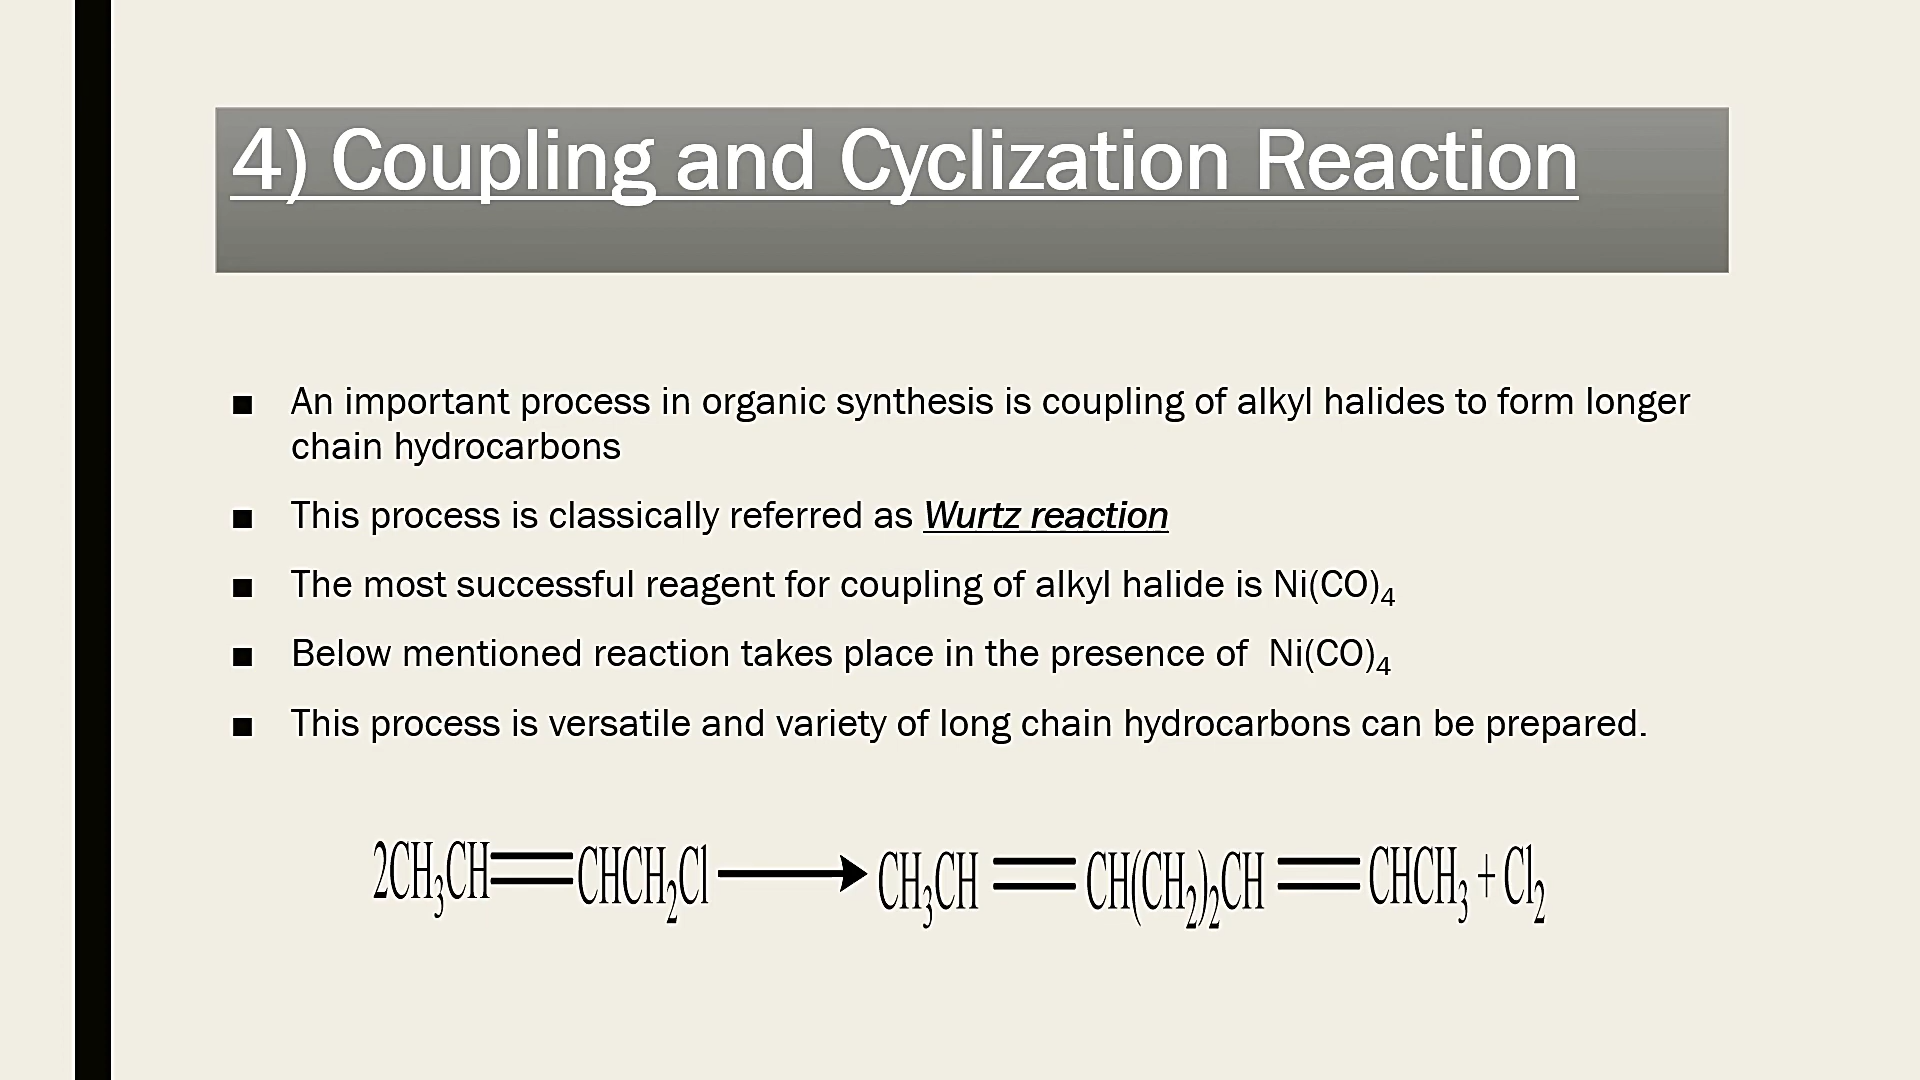 4) Coupling and Cyclization Reaction
▪ An important process in organic synthesis is coupling of alkyl halides to form longer
chain hydrocarbons
▪ This process is classically referred as Wurtz reaction
▪ The most successful reagent for coupling of alkyl halide is Ni(CO)₄
▪ Below mentioned reaction takes place in the presence of  Ni(CO)₄
▪ This process is versatile and variety of long chain hydrocarbons can be prepared.
2CH₃CH=CHCH₂Cl → CH₃CH=CH(CH₂)₂CH=CHCH₃ + Cl₂